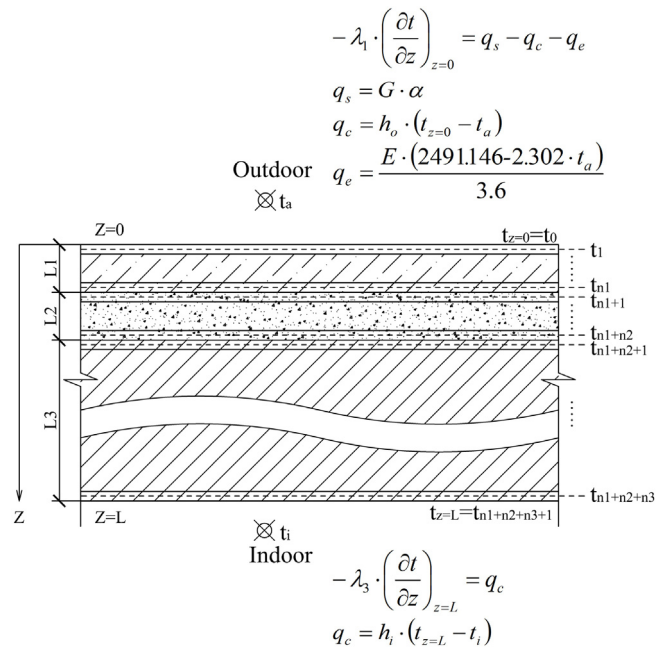 −λ₁·(∂t/∂z)z=0 = qs − qc − qe
qs = G·α
qc = ho·(tz=0 − ta)
qe = E·(2491.146-2.302·ta)/3.6
Outdoor
ta
Z=0
tz=0=t0
t1
L1
tn1
tn1+1
L2
tn1+n2
tn1+n2+1
L3
tn1+n2+n3
Z
Z=L
tz=L=tn1+n2+n3+1
ti
Indoor
−λ₃·(∂t/∂z)z=L = qc
qc = hi·(tz=L − ti)